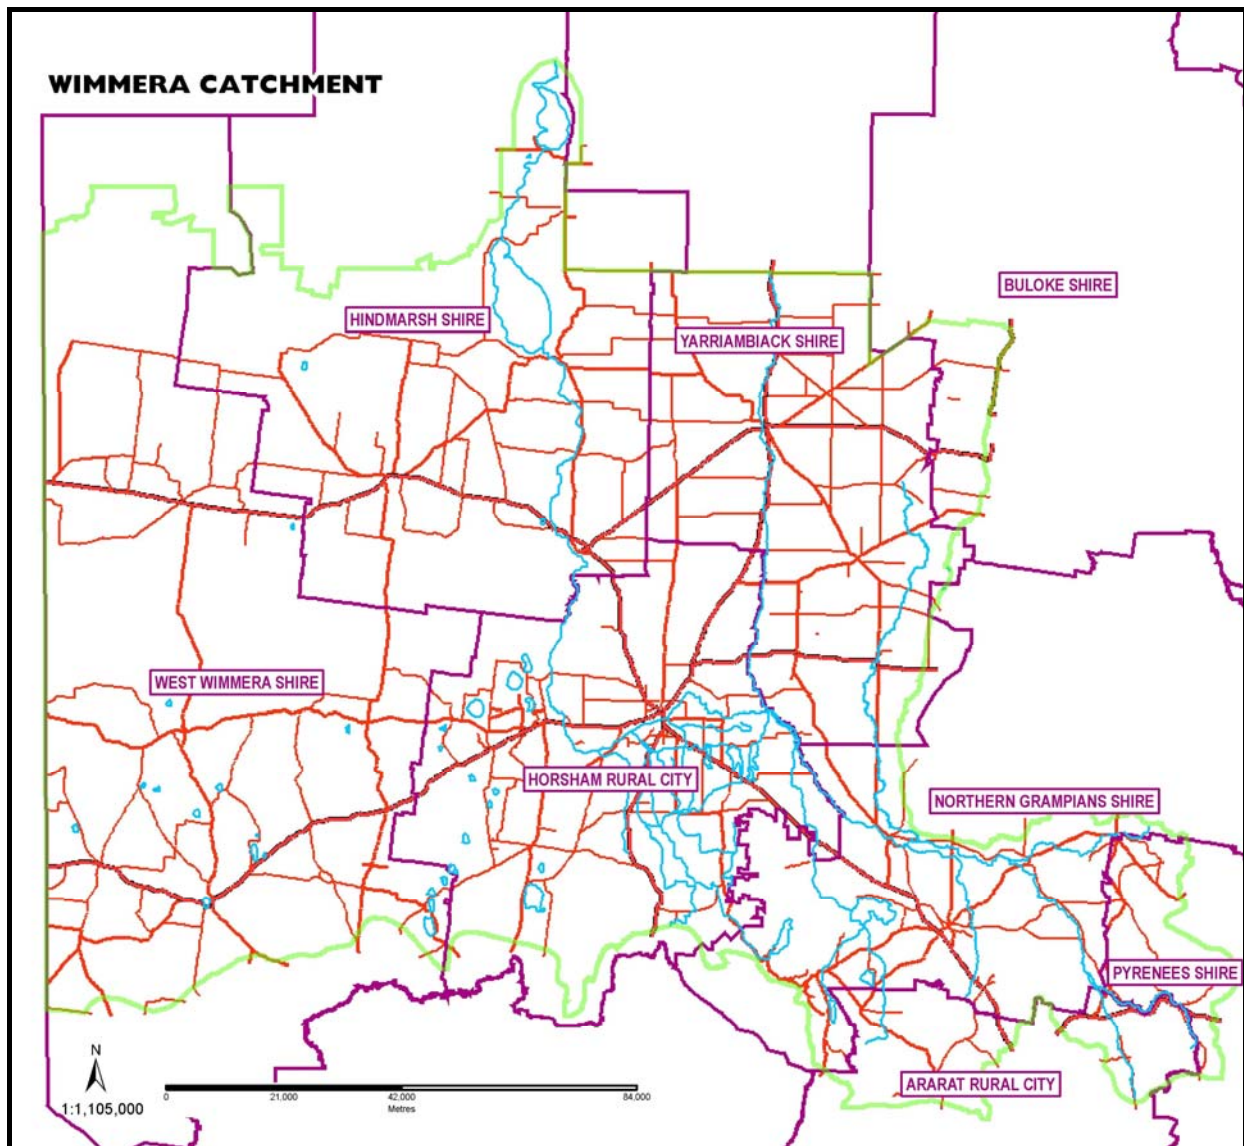 WIMMERA CATCHMENT
BULOKE SHIRE
HINDMARSH SHIRE
YARRIAMBIACK SHIRE
WEST WIMMERA SHIRE
HORSHAM RURAL CITY
NORTHERN GRAMPIANS SHIRE
PYRENEES SHIRE
ARARAT RURAL CITY
N
1:1,105,000
0 21,000 42,000 84,000
Metres